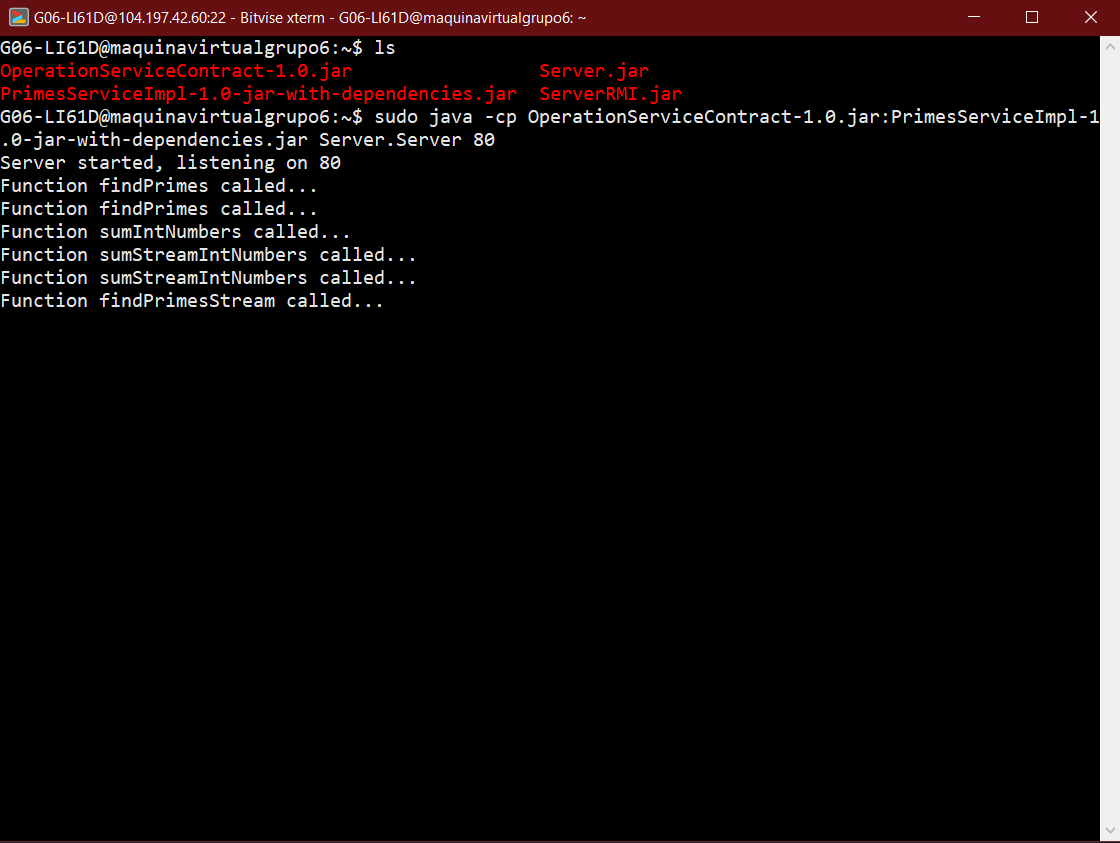 G06-LI61D@104.197.42.60:22 - Bitvise xterm - G06-LI61D@maquinavirtualgrupo6: ~
G06-LI61D@maquinavirtualgrupo6:~$ ls
OperationServiceContract-1.0.jar                 Server.jar
PrimesServiceImpl-1.0-jar-with-dependencies.jar  ServerRMI.jar
G06-LI61D@maquinavirtualgrupo6:~$ sudo java -cp OperationServiceContract-1.0.jar:PrimesServiceImpl-1
.0-jar-with-dependencies.jar Server.Server 80
Server started, listening on 80
Function findPrimes called...
Function findPrimes called...
Function sumIntNumbers called...
Function sumStreamIntNumbers called...
Function sumStreamIntNumbers called...
Function findPrimesStream called...